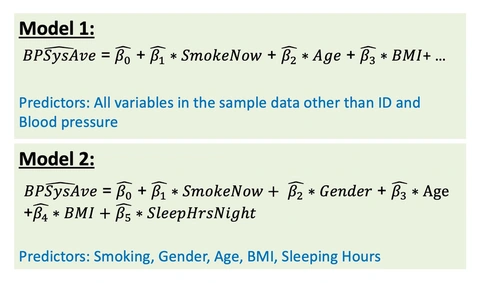 Model 1:
$\widehat{BPSysAve} = \widehat{\beta_0} + \widehat{\beta_1} * SmokeNow + \widehat{\beta_2} * Age + \widehat{\beta_3} * BMI + …$
Predictors: All variables in the sample data other than ID and
Blood pressure
Model 2:
$\widehat{BPSysAve} = \widehat{\beta_0} + \widehat{\beta_1} * SmokeNow + \widehat{\beta_2} * Gender + \widehat{\beta_3} * \text{Age}$
$+\widehat{\beta_4} * BMI + \widehat{\beta_5} * SleepHrsNight$
Predictors: Smoking, Gender, Age, BMI, Sleeping Hours